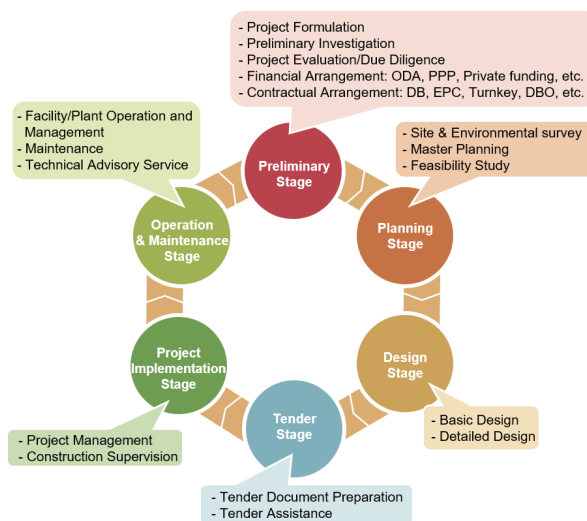 - Project Formulation
- Preliminary Investigation
- Project Evaluation/Due Diligence
- Financial Arrangement: ODA, PPP, Private funding, etc.
- Contractual Arrangement: DB, EPC, Turnkey, DBO, etc.
- Facility/Plant Operation and
Management
- Maintenance
- Technical Advisory Service
- Site & Environmental survey
- Master Planning
- Feasibility Study
Preliminary
Stage
Operation
& Maintenance
Stage
Planning
Stage
Project
Implementation
Stage
Design
Stage
Tender
Stage
- Basic Design
- Detailed Design
- Project Management
- Construction Supervision
- Tender Document Preparation
- Tender Assistance